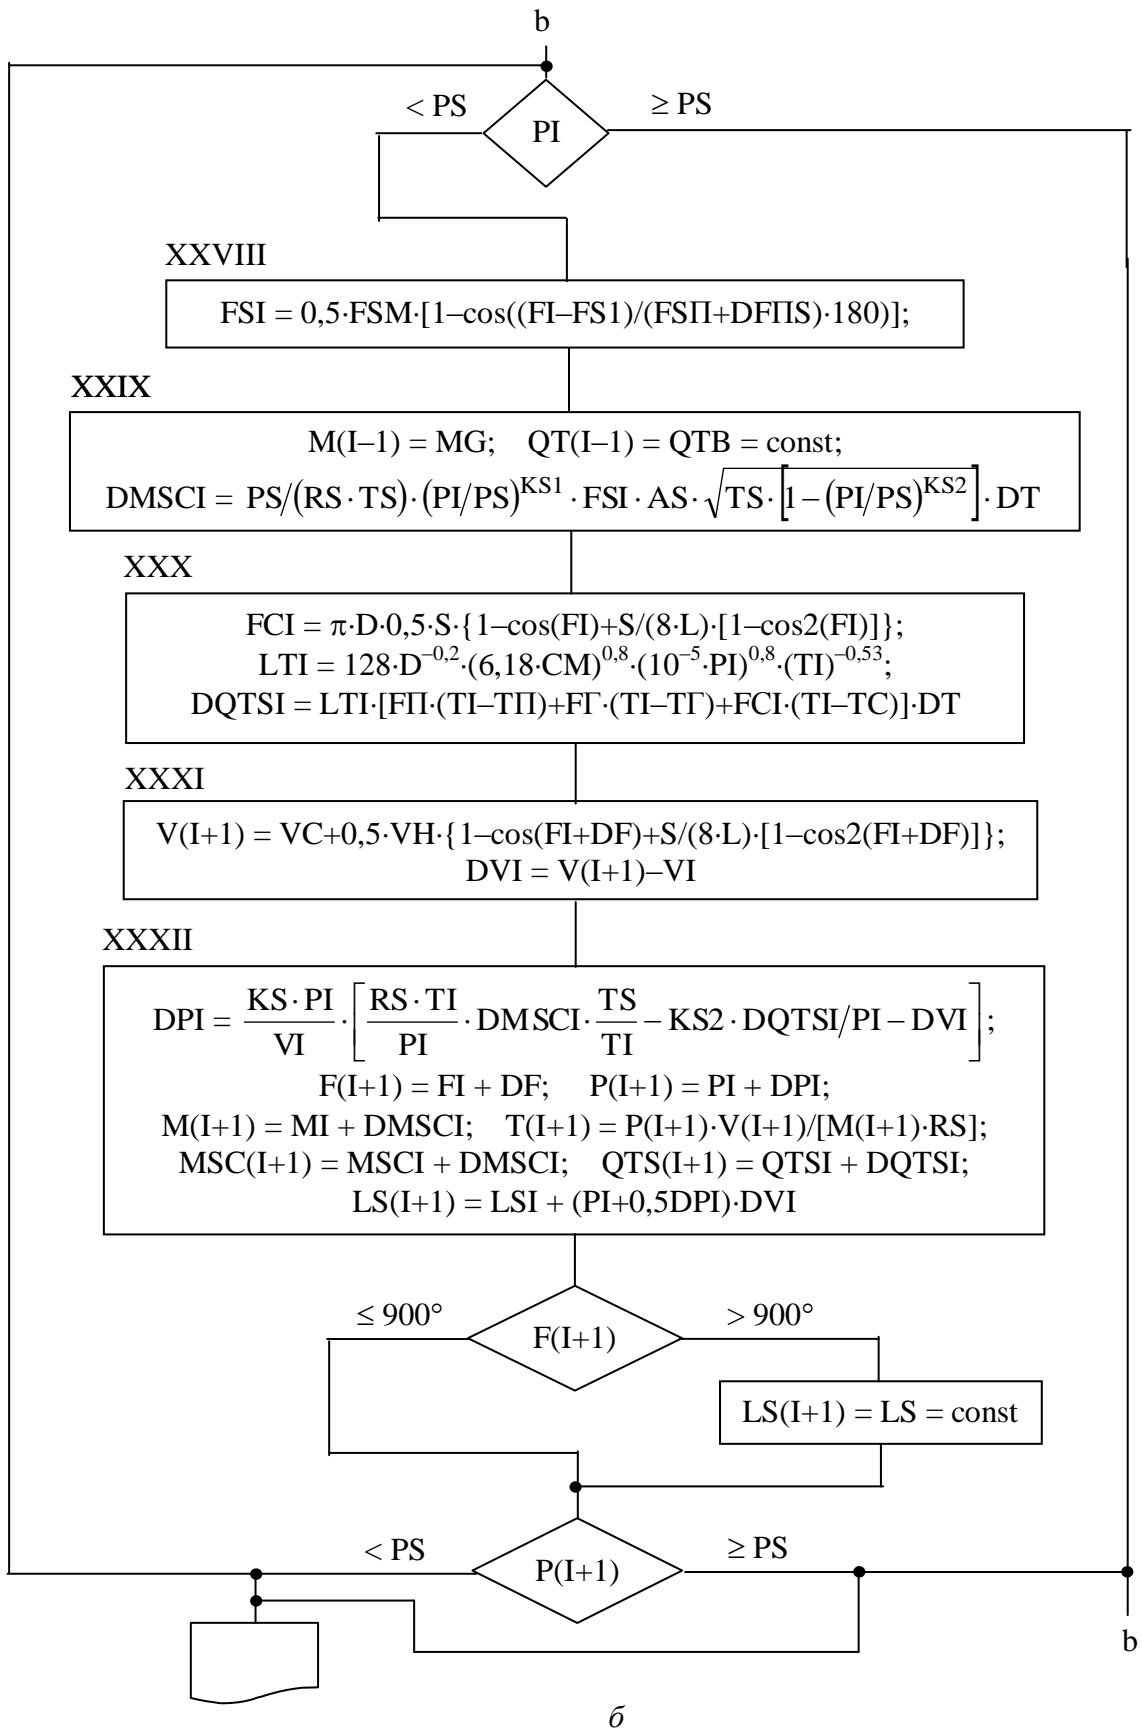 b
< PS
≥ PS
PI
XXVIII
FSI = 0,5·FSM·[1–cos((FI–FS1)/(FSП+DFПS)·180)];
XXIX
M(I–1) = MG; QT(I–1) = QTB = const;
DMSCI = PS/(RS·TS)·(PI/PS)^KS1·FSI·AS·√TS·[1–(PI/PS)^KS2]·DT
XXX
FCI = π·D·0,5·S·{1–cos(FI)+S/(8·L)·[1–cos2(FI)]};
LTI = 128·D^–0,2·(6,18·CM)^0,8·(10^–5·PI)^0,8·(TI)^–0,53;
DQTSI = LTI·[FП·(TI–TП)+FГ·(TI–TГ)+FCI·(TI–TC)]·DT
XXXI
V(I+1) = VC+0,5·VH·{1–cos(FI+DF)+S/(8·L)·[1–cos2(FI+DF)]};
DVI = V(I+1)–VI
XXXII
DPI = KS·PI/VI·[RS·TI/PI·DMSCI·TS/TI–KS2·DQTSI/PI–DVI];
F(I+1) = FI + DF; P(I+1) = PI + DPI;
M(I+1) = MI + DMSCI; T(I+1) = P(I+1)·V(I+1)/[M(I+1)·RS];
MSC(I+1) = MSCI + DMSCI; QTS(I+1) = QTSI + DQTSI;
LS(I+1) = LSI + (PI+0,5DPI)·DVI
≤ 900°
> 900°
F(I+1)
LS(I+1) = LS = const
< PS
≥ PS
P(I+1)
b
б